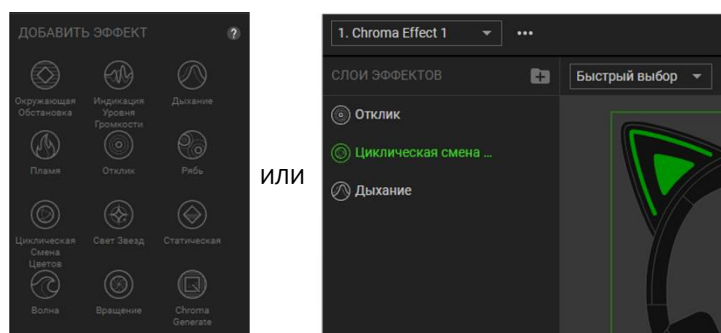 ДОБАВИТЬ ЭФФЕКТ ?
Окружающая Обстановка
Индикация Уровня Громкости
Дыхание
Пламя
Отклик
Рябь
Циклическая Смена Цветов
Свет Звезд
Статическая
Волна
Вращение
Chroma Generate
или
1. Chroma Effect 1
СЛОИ ЭФФЕКТОВ
Быстрый выбор
Отклик
Циклическая смена ...
Дыхание